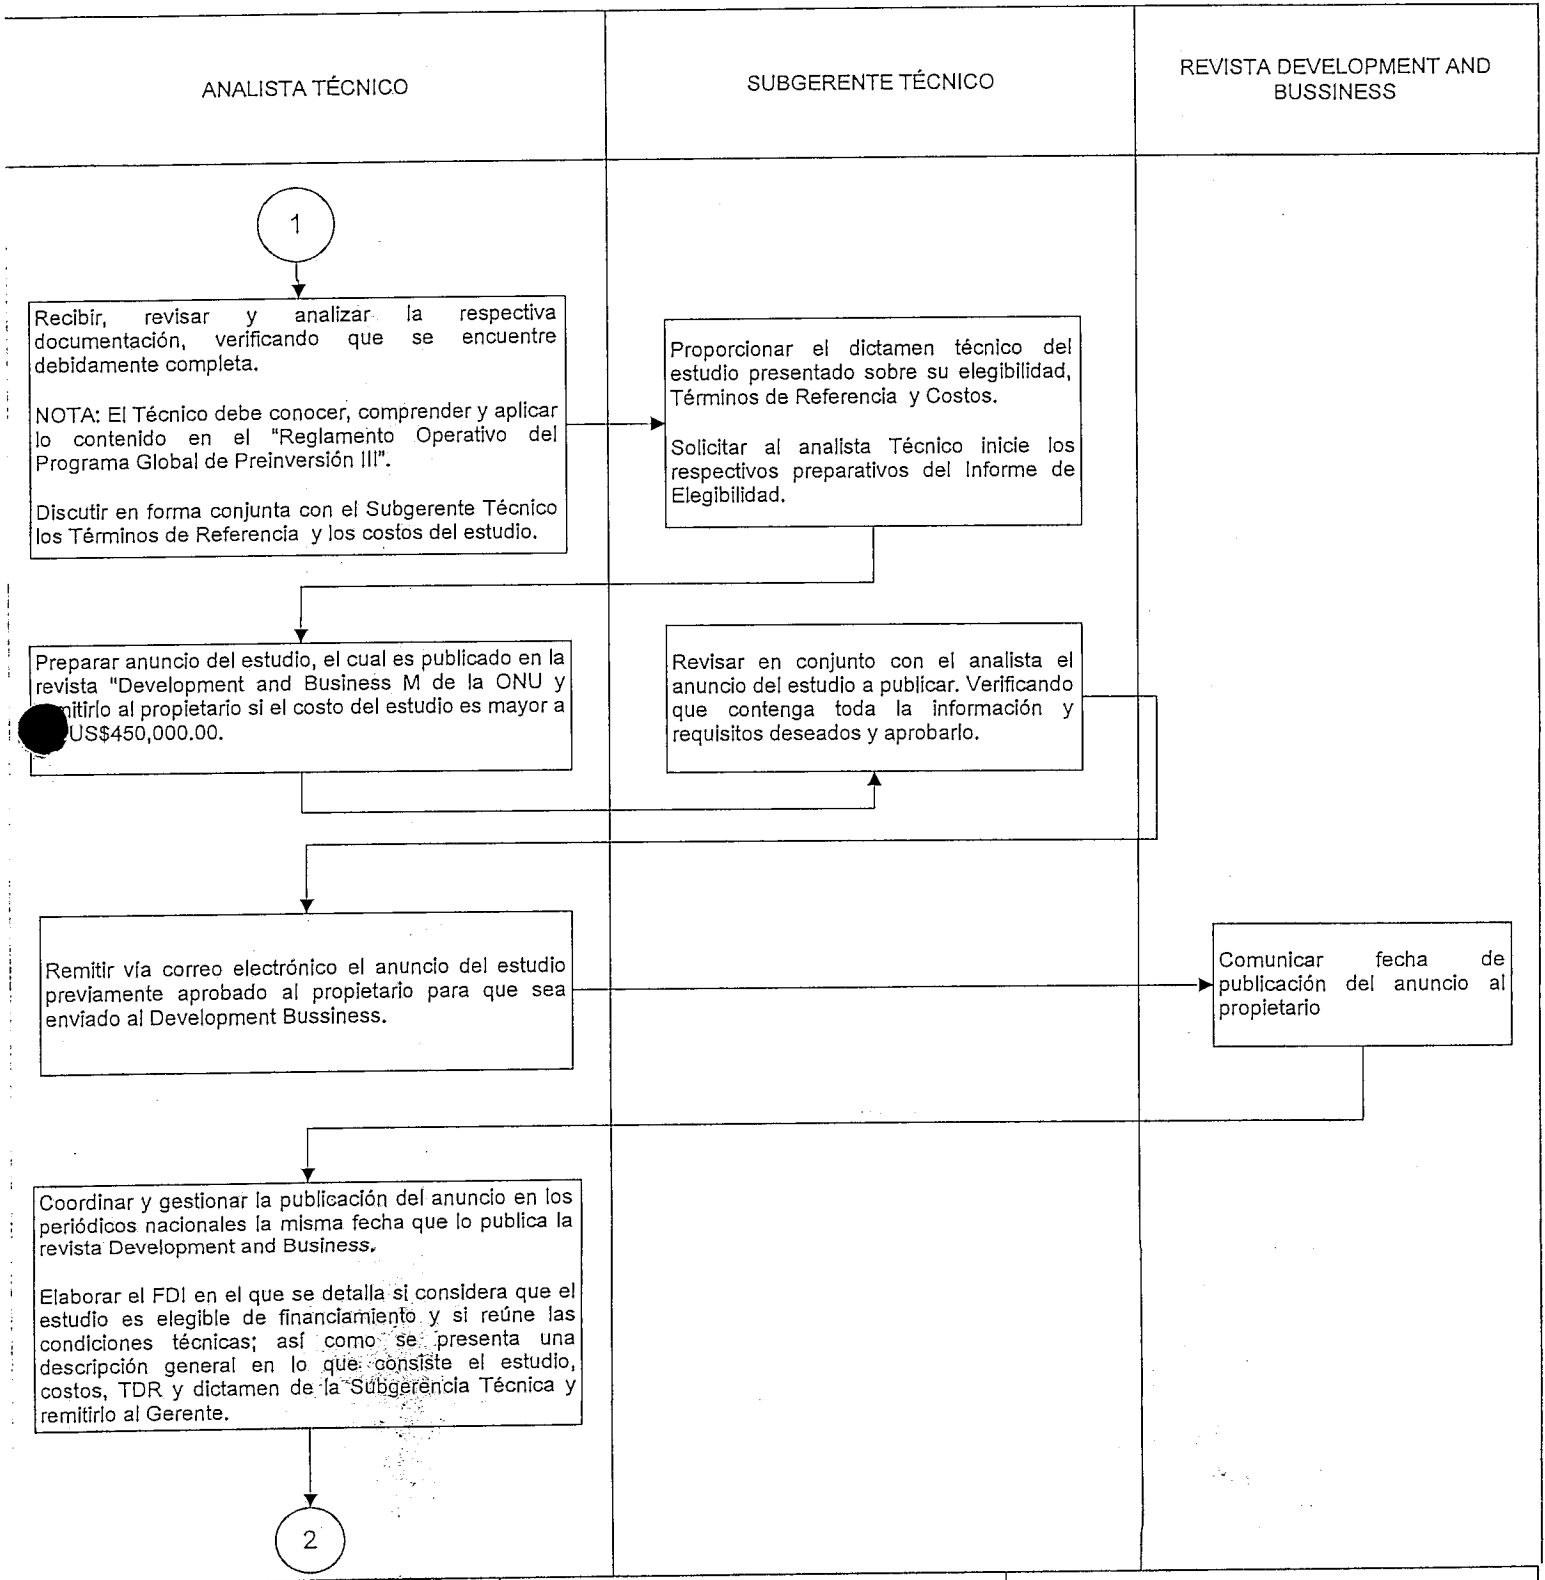 ANALISTA TÉCNICO
SUBGERENTE TÉCNICO
REVISTA DEVELOPMENT AND
BUSSINESS
1
Recibir, revisar y analizar la respectiva
documentación, verificando que se encuentre
debidamente completa.
NOTA: El Técnico debe conocer, comprender y aplicar
lo contenido en el "Reglamento Operativo del
Programa Global de Preinversión III".
Discutir en forma conjunta con el Subgerente Técnico
los Términos de Referencia y los costos del estudio.
Proporcionar el dictamen técnico del
estudio presentado sobre su elegibilidad,
Términos de Referencia y Costos.
Solicitar al analista Técnico inicie los
respectivos preparativos del Informe de
Elegibilidad.
Preparar anuncio del estudio, el cual es publicado en la
revista "Development and Business M de la ONU y
al propietario si el costo del estudio es mayor a
US$450,000.00.
Revisar en conjunto con el analista el
anuncio del estudio a publicar. Verificando
que contenga toda la información y
requisitos deseados y aprobarlo.
Remitir vía correo electrónico el anuncio del estudio
previamente aprobado al propietario para que sea
enviado al Development Bussiness.
Comunicar fecha de
publicación del anuncio al
propietario
Coordinar y gestionar la publicación del anuncio en los
periódicos nacionales la misma fecha que lo publica la
revista Development and Business.
Elaborar el FDI en el que se detalla si considera que el
estudio es elegible de financiamiento y si reúne las
condiciones técnicas; así como se presenta una
descripción general en lo que consiste el estudio,
costos, TDR y dictamen de la Subgerencia Técnica y
remitirlo al Gerente.
2